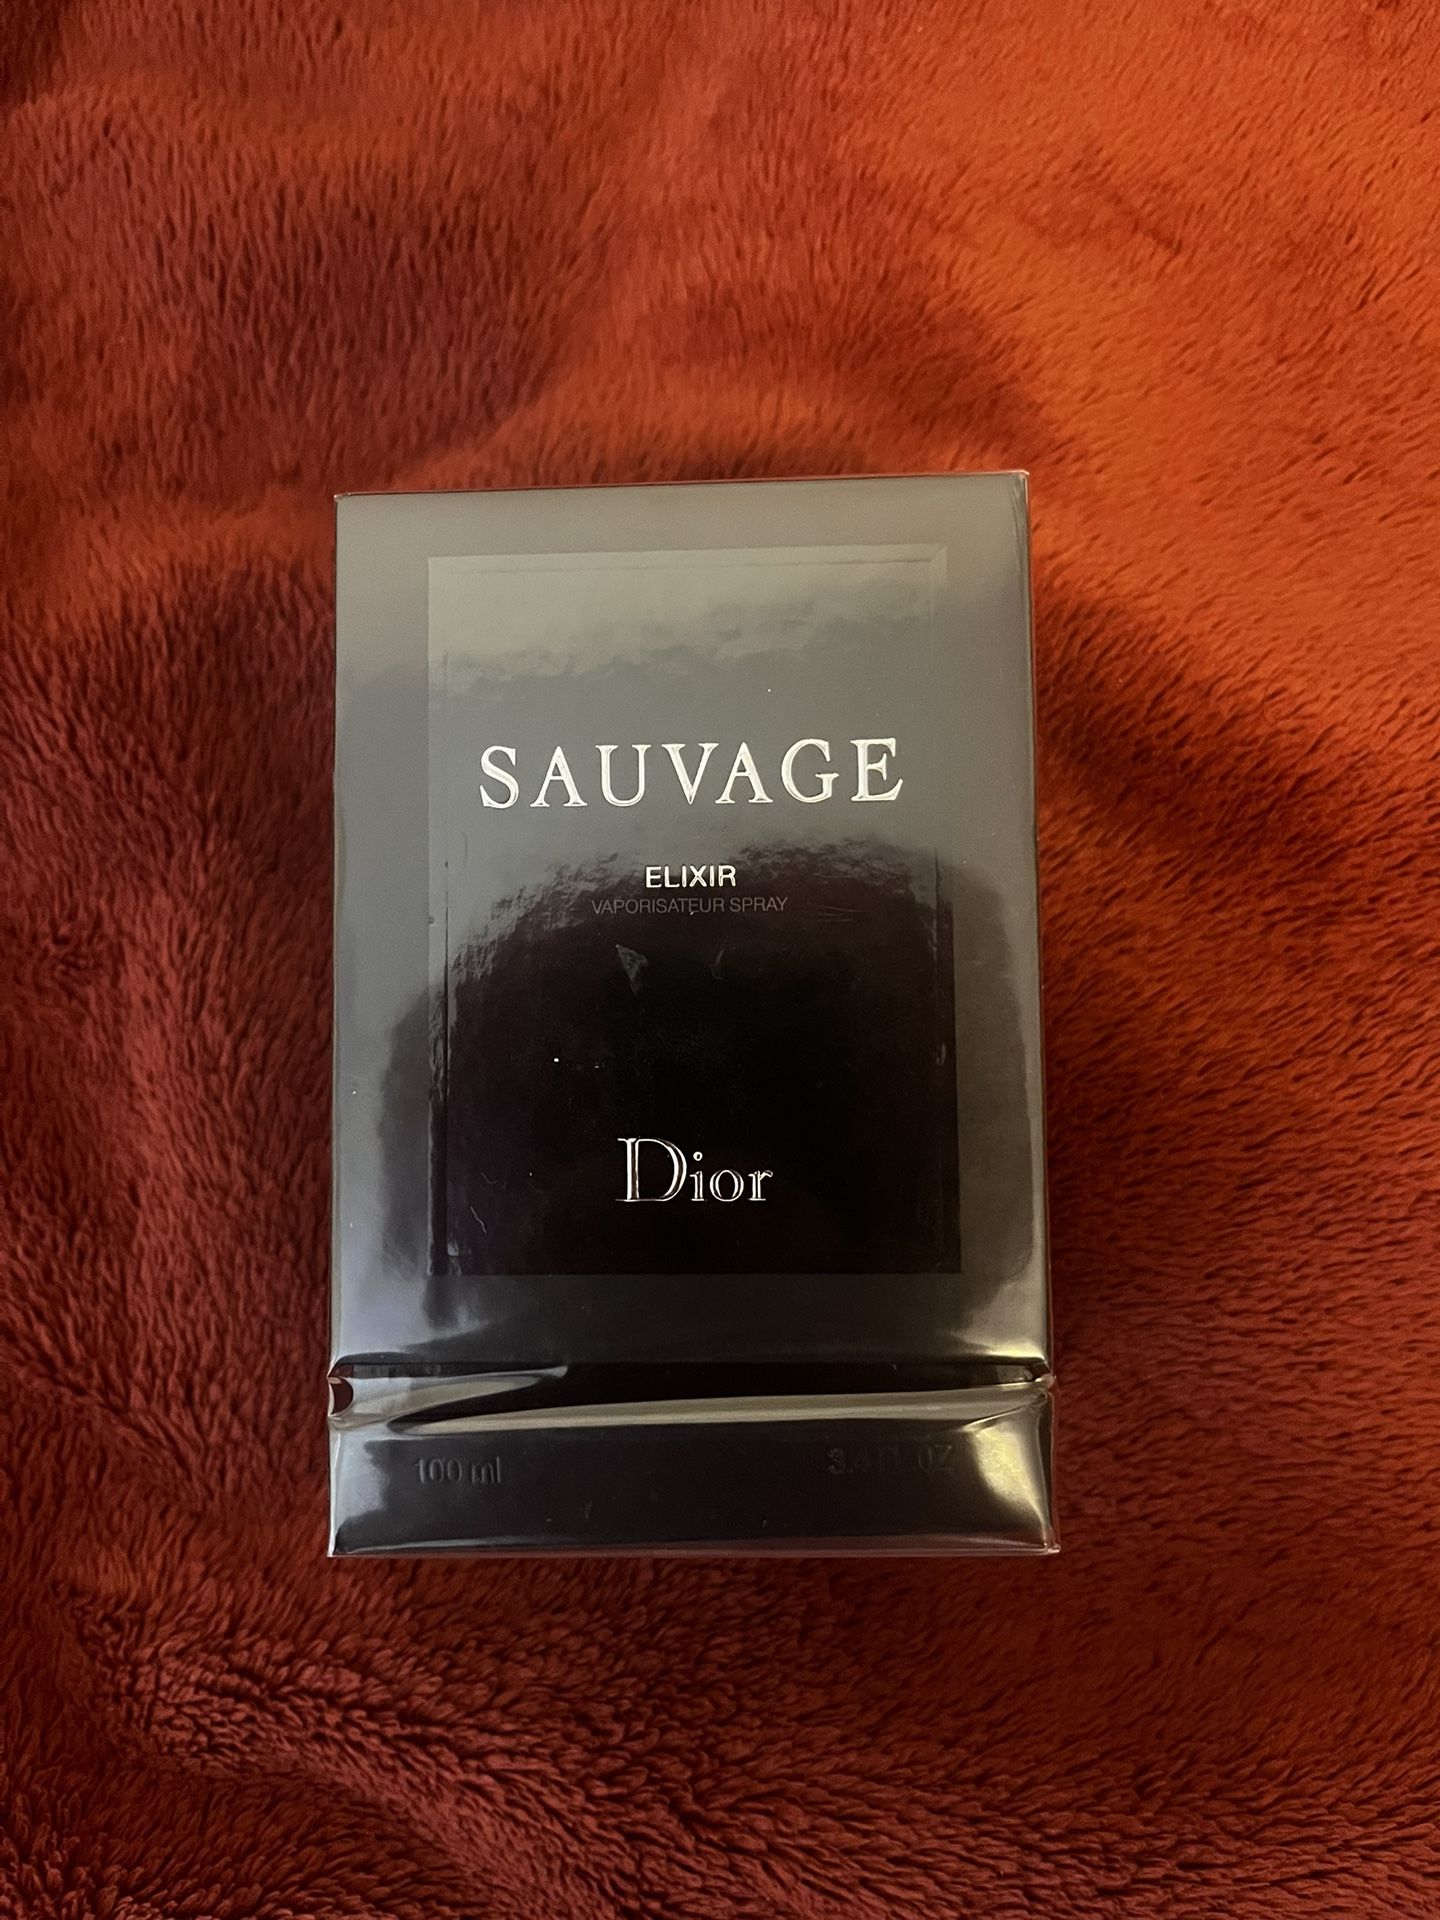 SAUVAGE
ELIXIR
VAPORISATEUR SPRAY
Dior
100 ml 3.4 FL. OZ